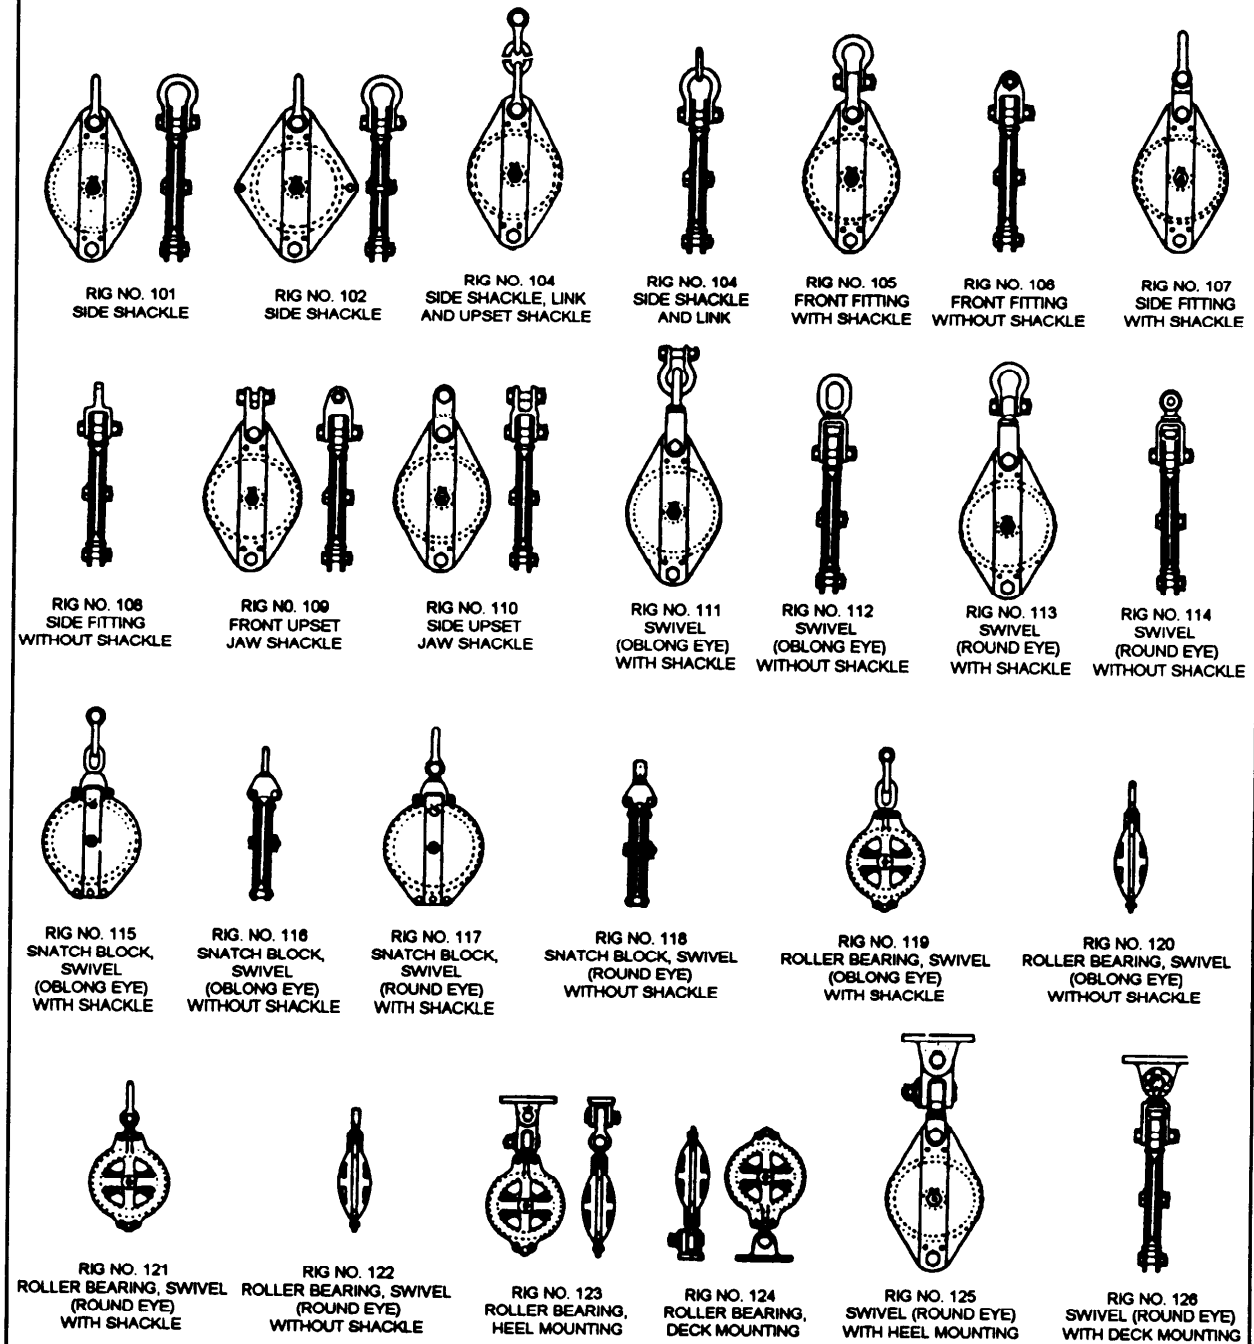 RIG NO. 101
SIDE SHACKLE
RIG NO. 102
SIDE SHACKLE
RIG NO. 104
SIDE SHACKLE, LINK
AND UPSET SHACKLE
RIG NO. 104
SIDE SHACKLE
AND LINK
RIG NO. 105
FRONT FITTING
WITH SHACKLE
RIG NO. 106
FRONT FITTING
WITHOUT SHACKLE
RIG NO. 107
SIDE FITTING
WITH SHACKLE
RIG NO. 108
SIDE FITTING
WITHOUT SHACKLE
RIG N0. 109
FRONT UPSET
JAW SHACKLE
RIG NO. 110
SIDE UPSET
JAW SHACKLE
RIG NO. 111
SWIVEL
(OBLONG EYE)
WITH SHACKLE
RIG NO. 112
SWIVEL
(OBLONG EYE)
WITHOUT SHACKLE
RIG NO. 113
SWIVEL
(ROUND EYE)
WITH SHACKLE
RIG NO. 114
SWIVEL
(ROUND EYE)
WITHOUT SHACKLE
RIG NO. 115
SNATCH BLOCK,
SWIVEL
(OBLONG EYE)
WITH SHACKLE
RIG. NO. 116
SNATCH BLOCK,
SWIVEL
(OBLONG EYE)
WITHOUT SHACKLE
RIG NO. 117
SNATCH BLOCK,
SWIVEL
(ROUND EYE)
WITH SHACKLE
RIG NO. 118
SNATCH BLOCK, SWIVEL
(ROUND EYE)
WITHOUT SHACKLE
RIG NO. 119
ROLLER BEARING, SWIVEL
(OBLONG EYE)
WITH SHACKLE
RIG NO. 120
ROLLER BEARING, SWIVEL
(OBLONG EYE)
WITHOUT SHACKLE
RIG NO. 121
ROLLER BEARING, SWIVEL
(ROUND EYE)
WITH SHACKLE
RIG NO. 122
ROLLER BEARING, SWIVEL
(ROUND EYE)
WITHOUT SHACKLE
RIG NO. 123
ROLLER BEARING,
HEEL MOUNTING
RIG NO. 124
ROLLER BEARING,
DECK MOUNTING
RIG NO. 125
SWIVEL (ROUND EYE)
WITH HEEL MOUNTING
RIG NO. 126
SWIVEL (ROUND EYE)
WITH DECK MOUNTING